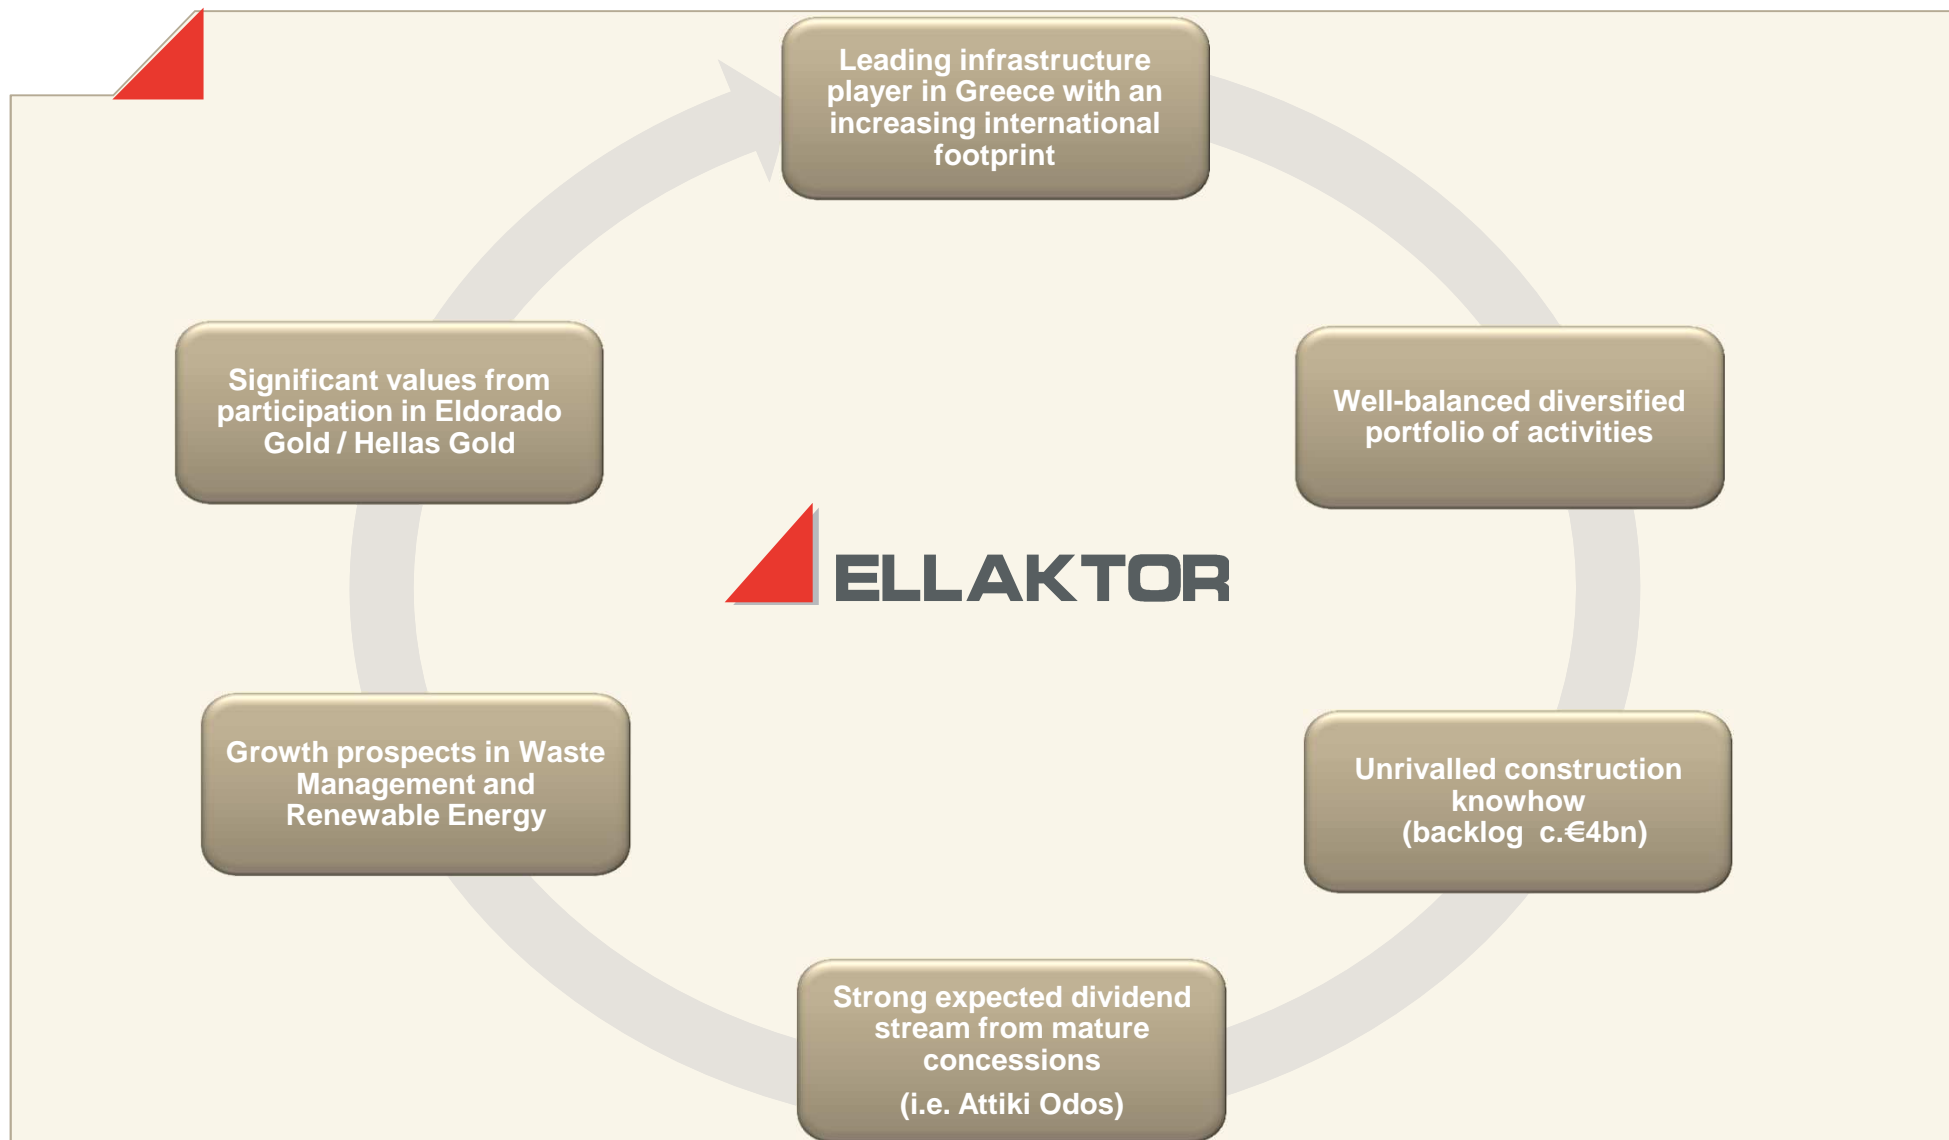 Leading infrastructure
player in Greece with an
increasing international
footprint
Well-balanced diversified
portfolio of activities
Unrivalled construction
knowhow
(backlog c.€4bn)
Strong expected dividend
stream from mature
concessions
(i.e. Attiki Odos)
Growth prospects in Waste
Management and
Renewable Energy
Significant values from
participation in Eldorado
Gold / Hellas Gold
ELLAKTOR